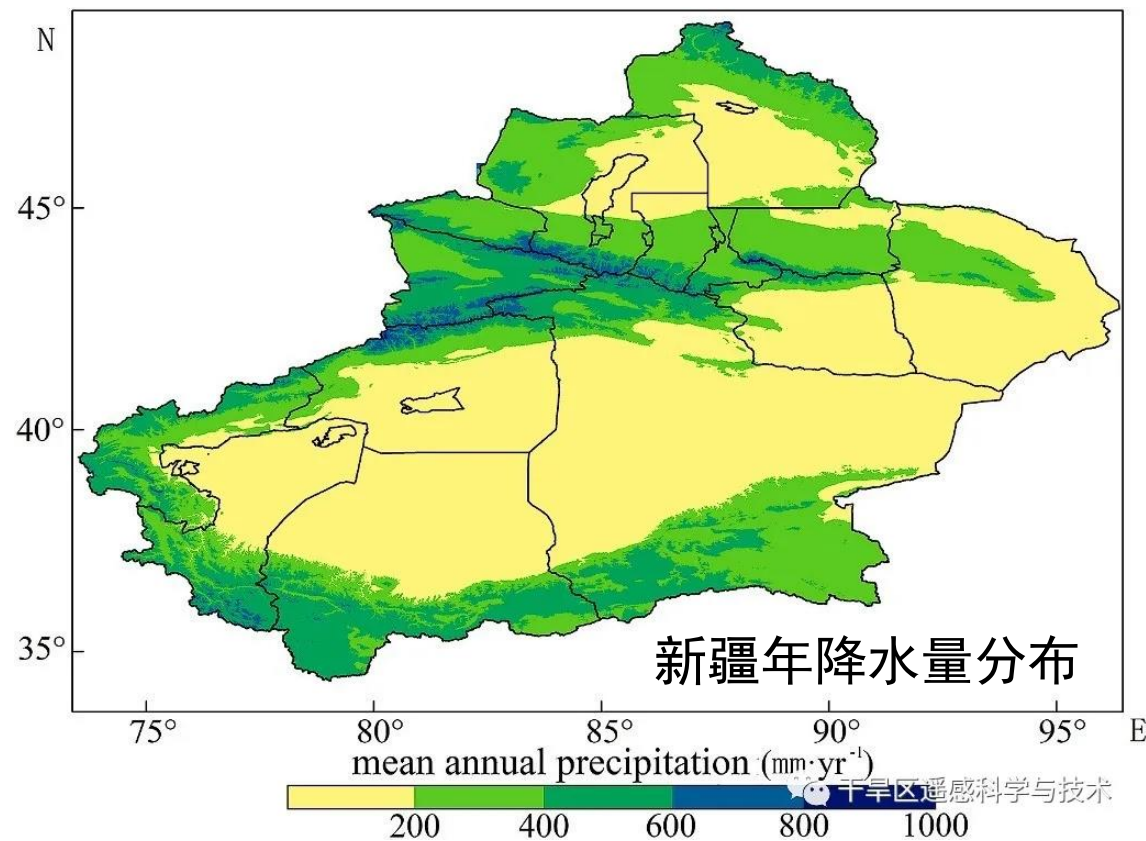 N
45°
40°
35°
新疆年降水量分布
75° 80° 85° 90° 95° E
mean annual precipitation (mm·yr⁻¹)
干旱区遥感科学与技术
200 400 600 800 1000